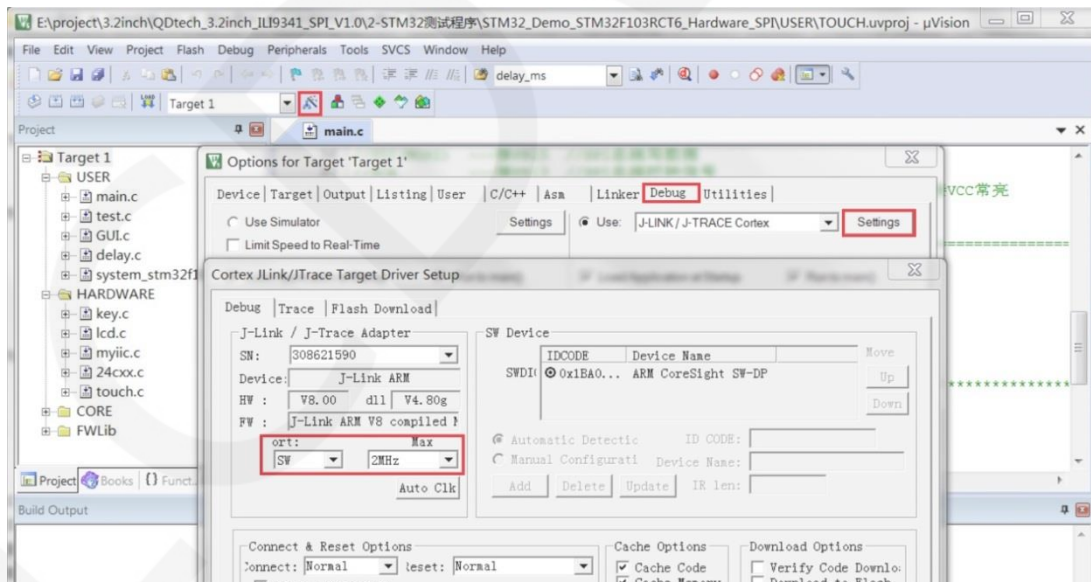 E:\project\3.2inch\QDtech_3.2inch_ILI9341_SPI_V1.0\2-STM32测试程序\STM32_Demo_STM32F103RCT6_Hardware_SPI\USER\TOUCH.uvproj - µVision
File Edit View Project Flash Debug Peripherals Tools SVCS Window Help
delay_ms
Target 1
Project
main.c
Target 1
USER
main.c
test.c
GUI.c
delay.c
system_stm32f1
HARDWARE
key.c
lcd.c
myiic.c
24cxx.c
touch.c
CORE
FWLib
Project Books {} Funct...
Build Output
VCC常亮
Options for Target 'Target 1'
Device Target Output Listing User C/C++ Asm Linker Debug Utilities
Use Simulator Settings Use: J-LINK / J-TRACE Cortex Settings
Limit Speed to Real-Time
Cortex JLink/JTrace Target Driver Setup
Debug Trace Flash Download
J-Link / J-Trace Adapter
SN: 308621590
Device: J-Link ARM
HW : V8.00 dll V4.80g
FW : J-Link ARM V8 compiled
ort: Max
SW 2MHz
Auto Clk
SW Device
IDCODE Device Name Move
SWDI 0x1BA0... ARM CoreSight SW-DP Up
Down
Automatic Detectic ID CODE:
Manual Configurati Device Name:
Add Delete Update IR len:
Connect & Reset Options
Connect: Normal leset: Normal
Cache Options
Cache Code
Cache Memory
Download Options
Verify Code Downlo
Download to Flash